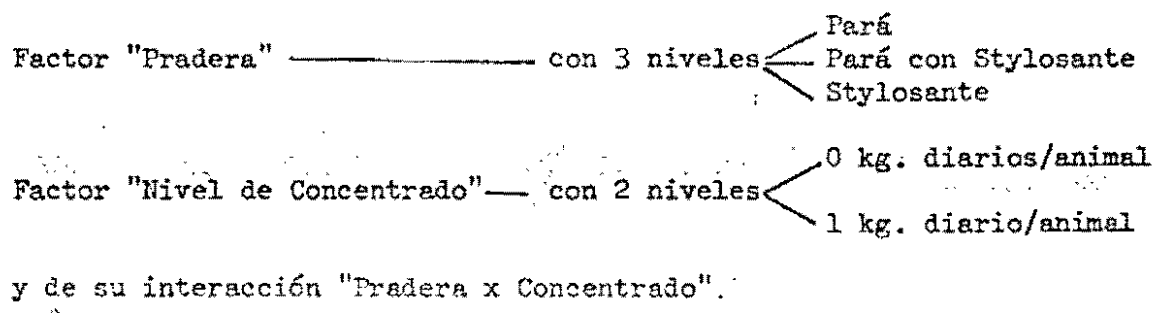 Pará
Factor "Pradera" con 3 niveles Pará con Stylosante
Stylosante
0 kg. diarios/animal
Factor "Nivel de Concentrado" con 2 niveles
1 kg. diario/animal
y de su interacción "Pradera x Concentrado".